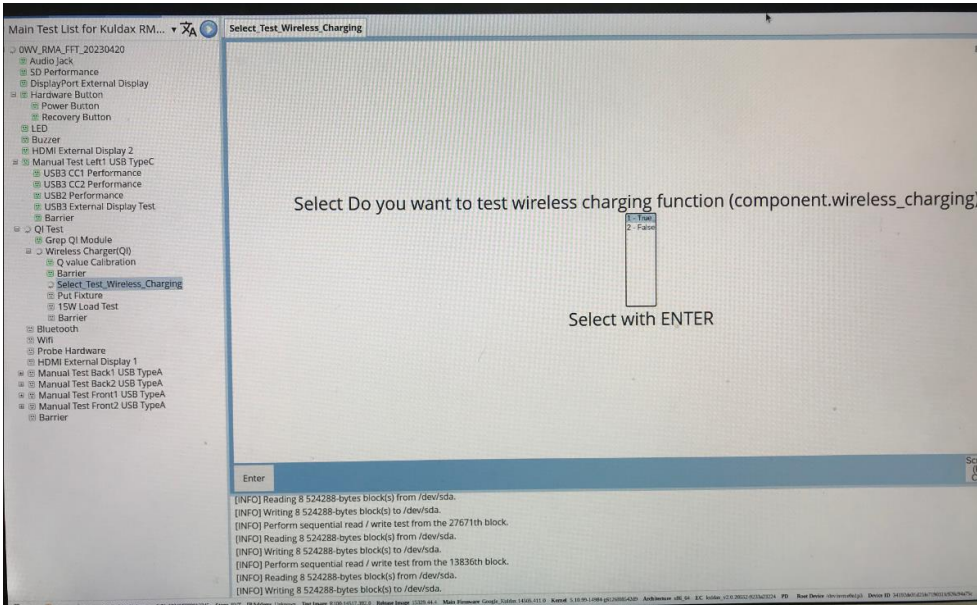 Main Test List for Kuldax RM...
Select_Test_Wireless_Charging
0WV_RMA_FFT_20230420
Audio Jack
SD Performance
DisplayPort External Display
Hardware Button
Power Button
Recovery Button
LED
Buzzer
HDMI External Display 2
Manual Test Left1 USB TypeC
USB3 CC1 Performance
USB3 CC2 Performance
USB2 Performance
USB3 External Display Test
Barrier
QI Test
Grep QI Module
Wireless Charger(QI)
Q value Calibration
Barrier
Select_Test_Wireless_Charging
Put Fixture
15W Load Test
Barrier
Bluetooth
Wifi
Probe Hardware
HDMI External Display 1
Manual Test Back1 USB TypeA
Manual Test Back2 USB TypeA
Manual Test Front1 USB TypeA
Manual Test Front2 USB TypeA
Barrier
Select Do you want to test wireless charging function (component.wireless_charging)
1 - True
2 - False
Select with ENTER
Enter
[INFO] Reading 8 524288-bytes block(s) from /dev/sda.
[INFO] Writing 8 524288-bytes block(s) to /dev/sda.
[INFO] Perform sequential read / write test from the 27671th block.
[INFO] Reading 8 524288-bytes block(s) from /dev/sda.
[INFO] Writing 8 524288-bytes block(s) to /dev/sda.
[INFO] Perform sequential read / write test from the 13836th block.
[INFO] Reading 8 524288-bytes block(s) from /dev/sda.
[INFO] Writing 8 524288-bytes block(s) to /dev/sda.